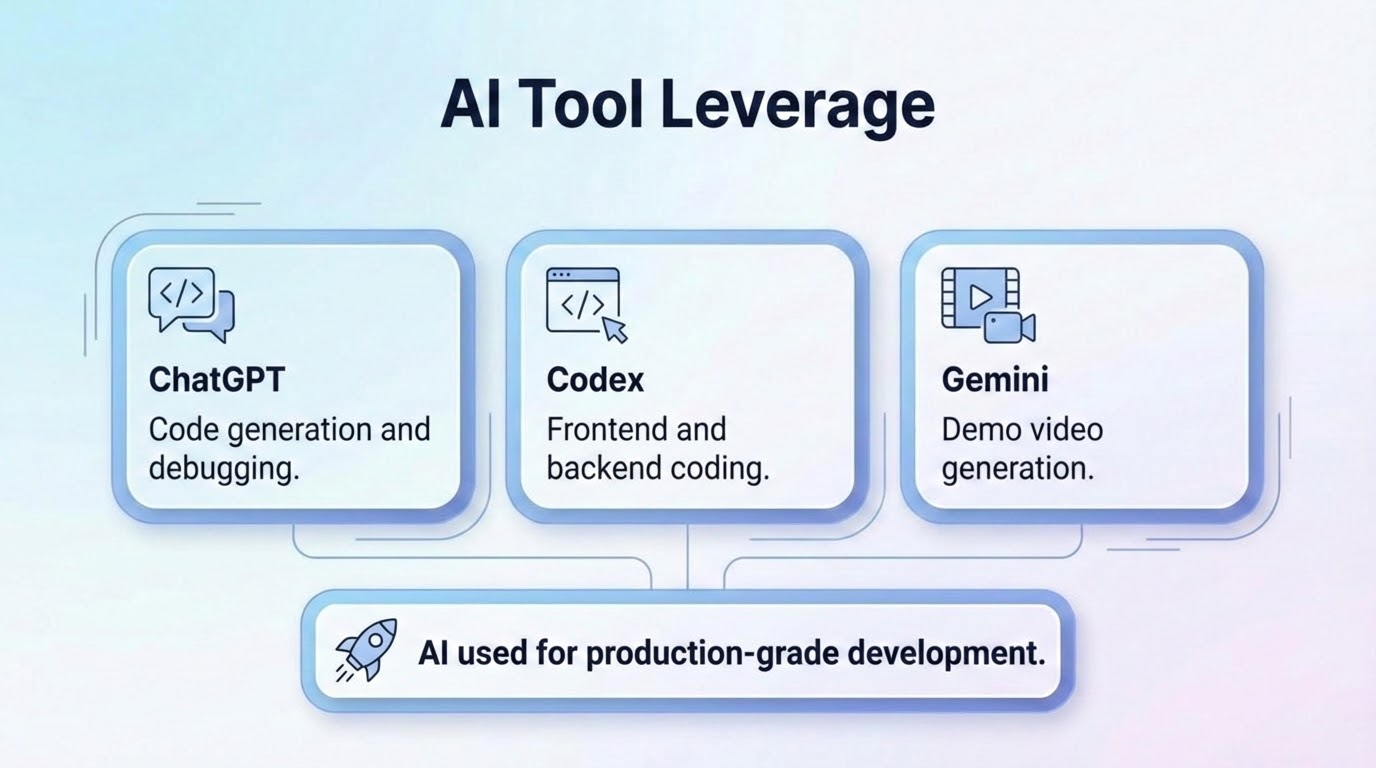 AI Tool Leverage
</>
ChatGPT
Code generation and
debugging.
</>
Codex
Frontend and
backend coding.
Gemini
Demo video
generation.
AI used for production-grade development.